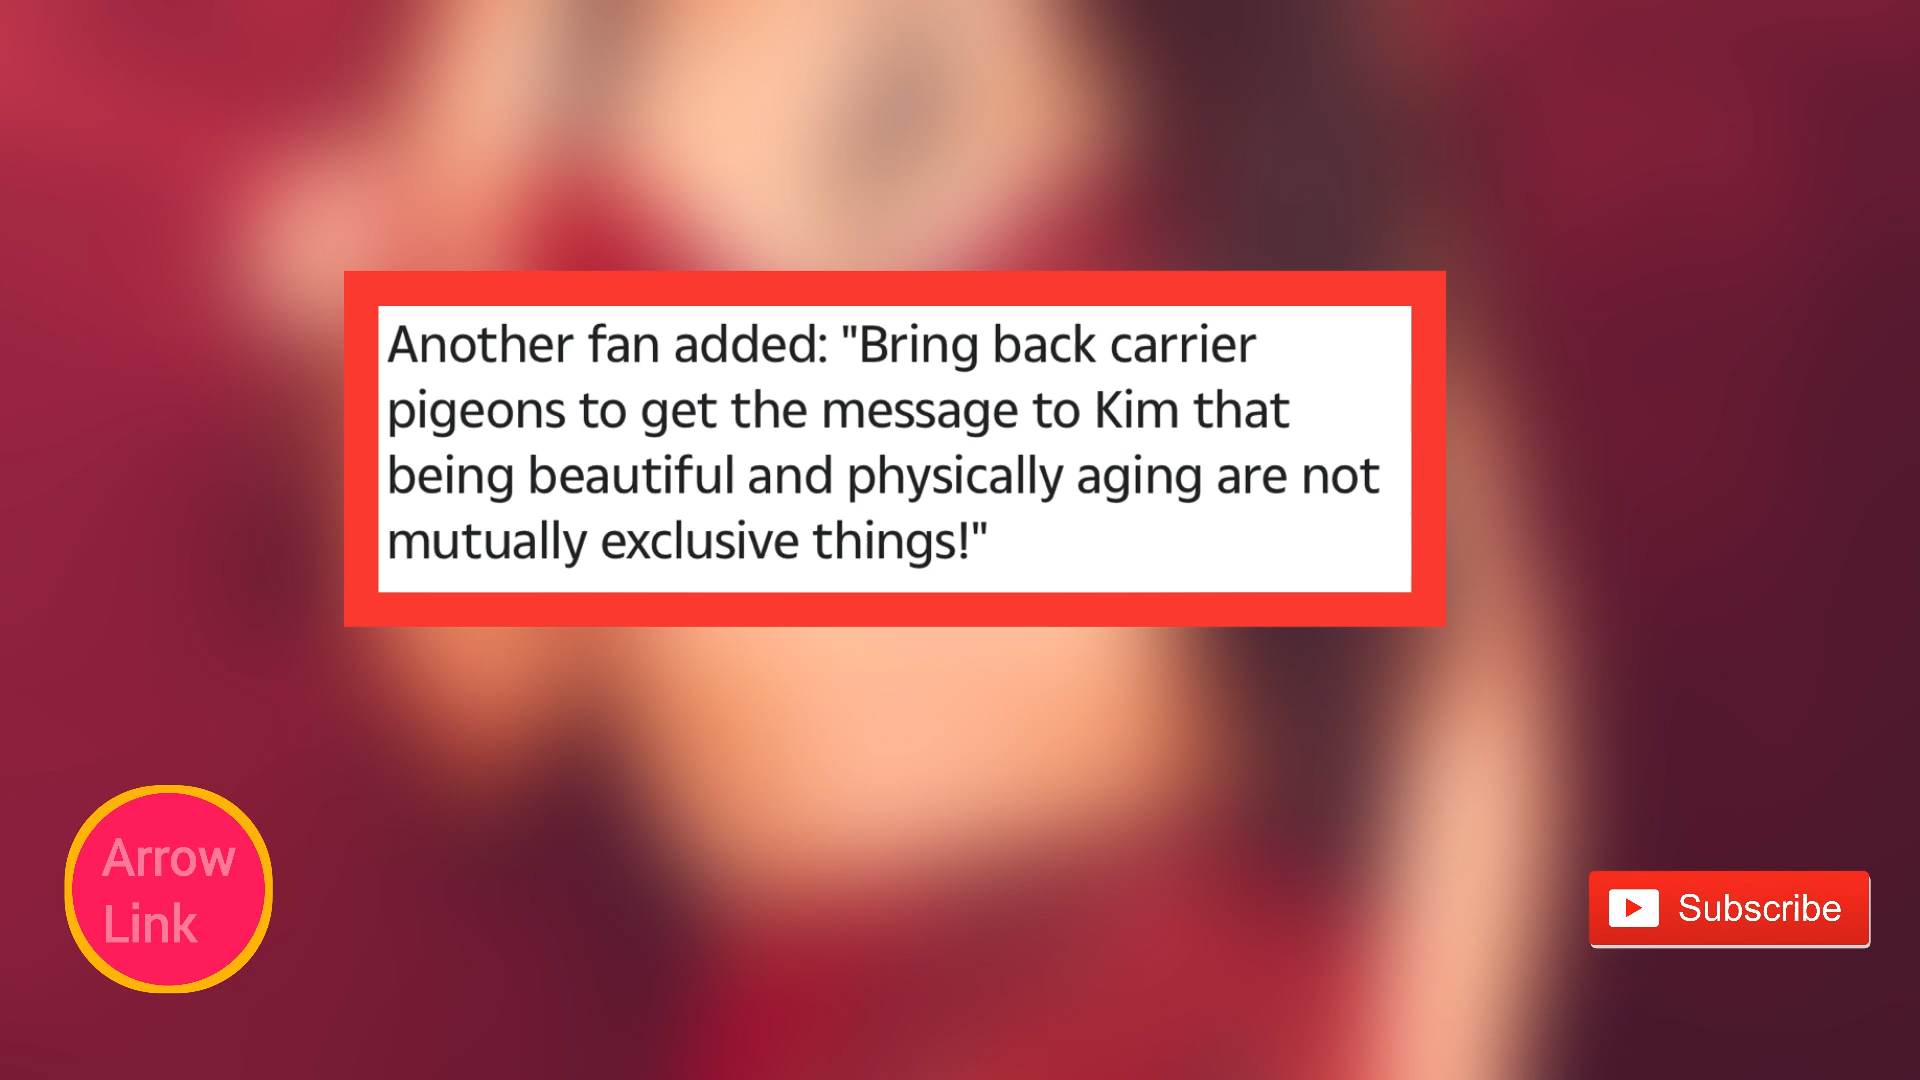 Another fan added: "Bring back carrier
pigeons to get the message to Kim that
being beautiful and physically aging are not
mutually exclusive things!"
Arrow
Link
Subscribe